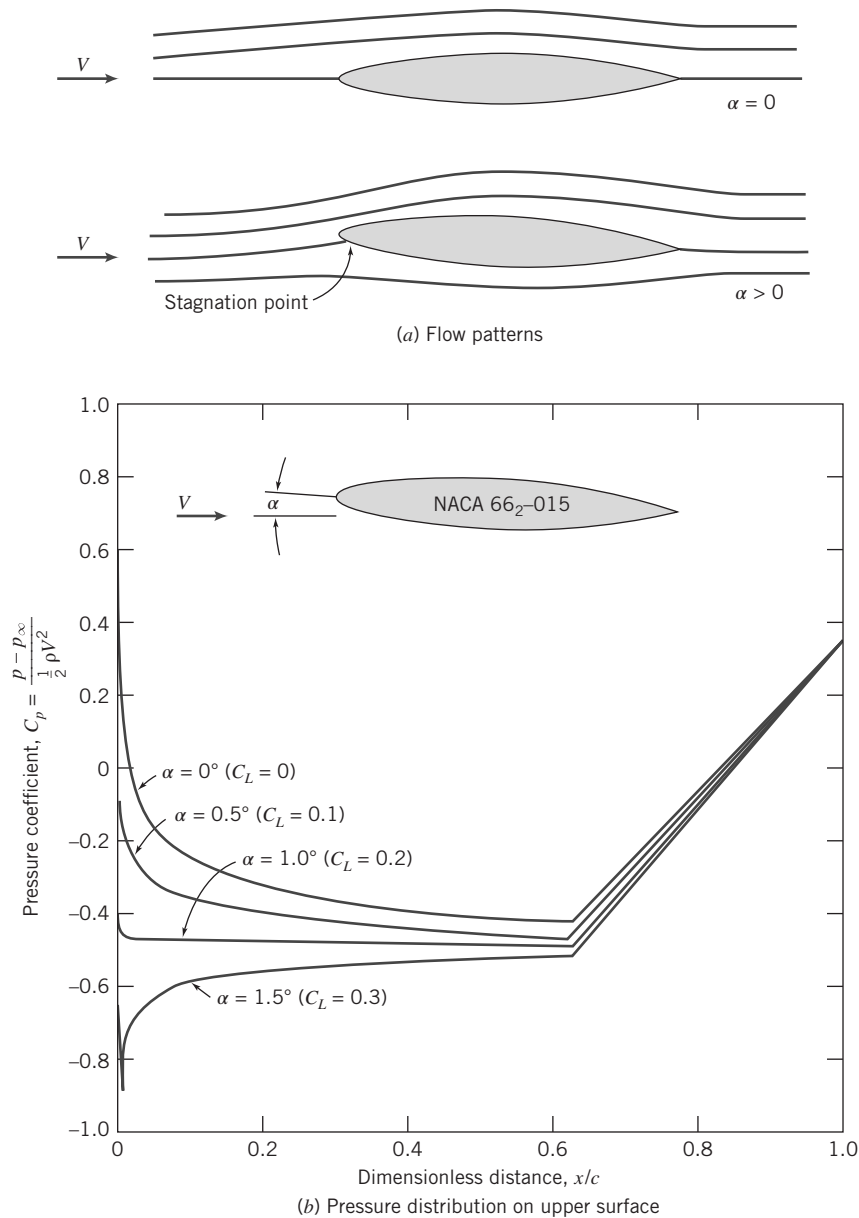 V
α = 0
V
Stagnation point
α > 0
(a) Flow patterns
1.0
0.8
0.6
0.4
0.2
0
–0.2
–0.4
–0.6
–0.8
–1.0
Pressure coefficient, Cₚ = (p – p∞) / (½ ρV²)
V
α
NACA 66₂–015
α = 0° (C_L = 0)
α = 0.5° (C_L = 0.1)
α = 1.0° (C_L = 0.2)
α = 1.5° (C_L = 0.3)
0 0.2 0.4 0.6 0.8 1.0
Dimensionless distance, x/c
(b) Pressure distribution on upper surface